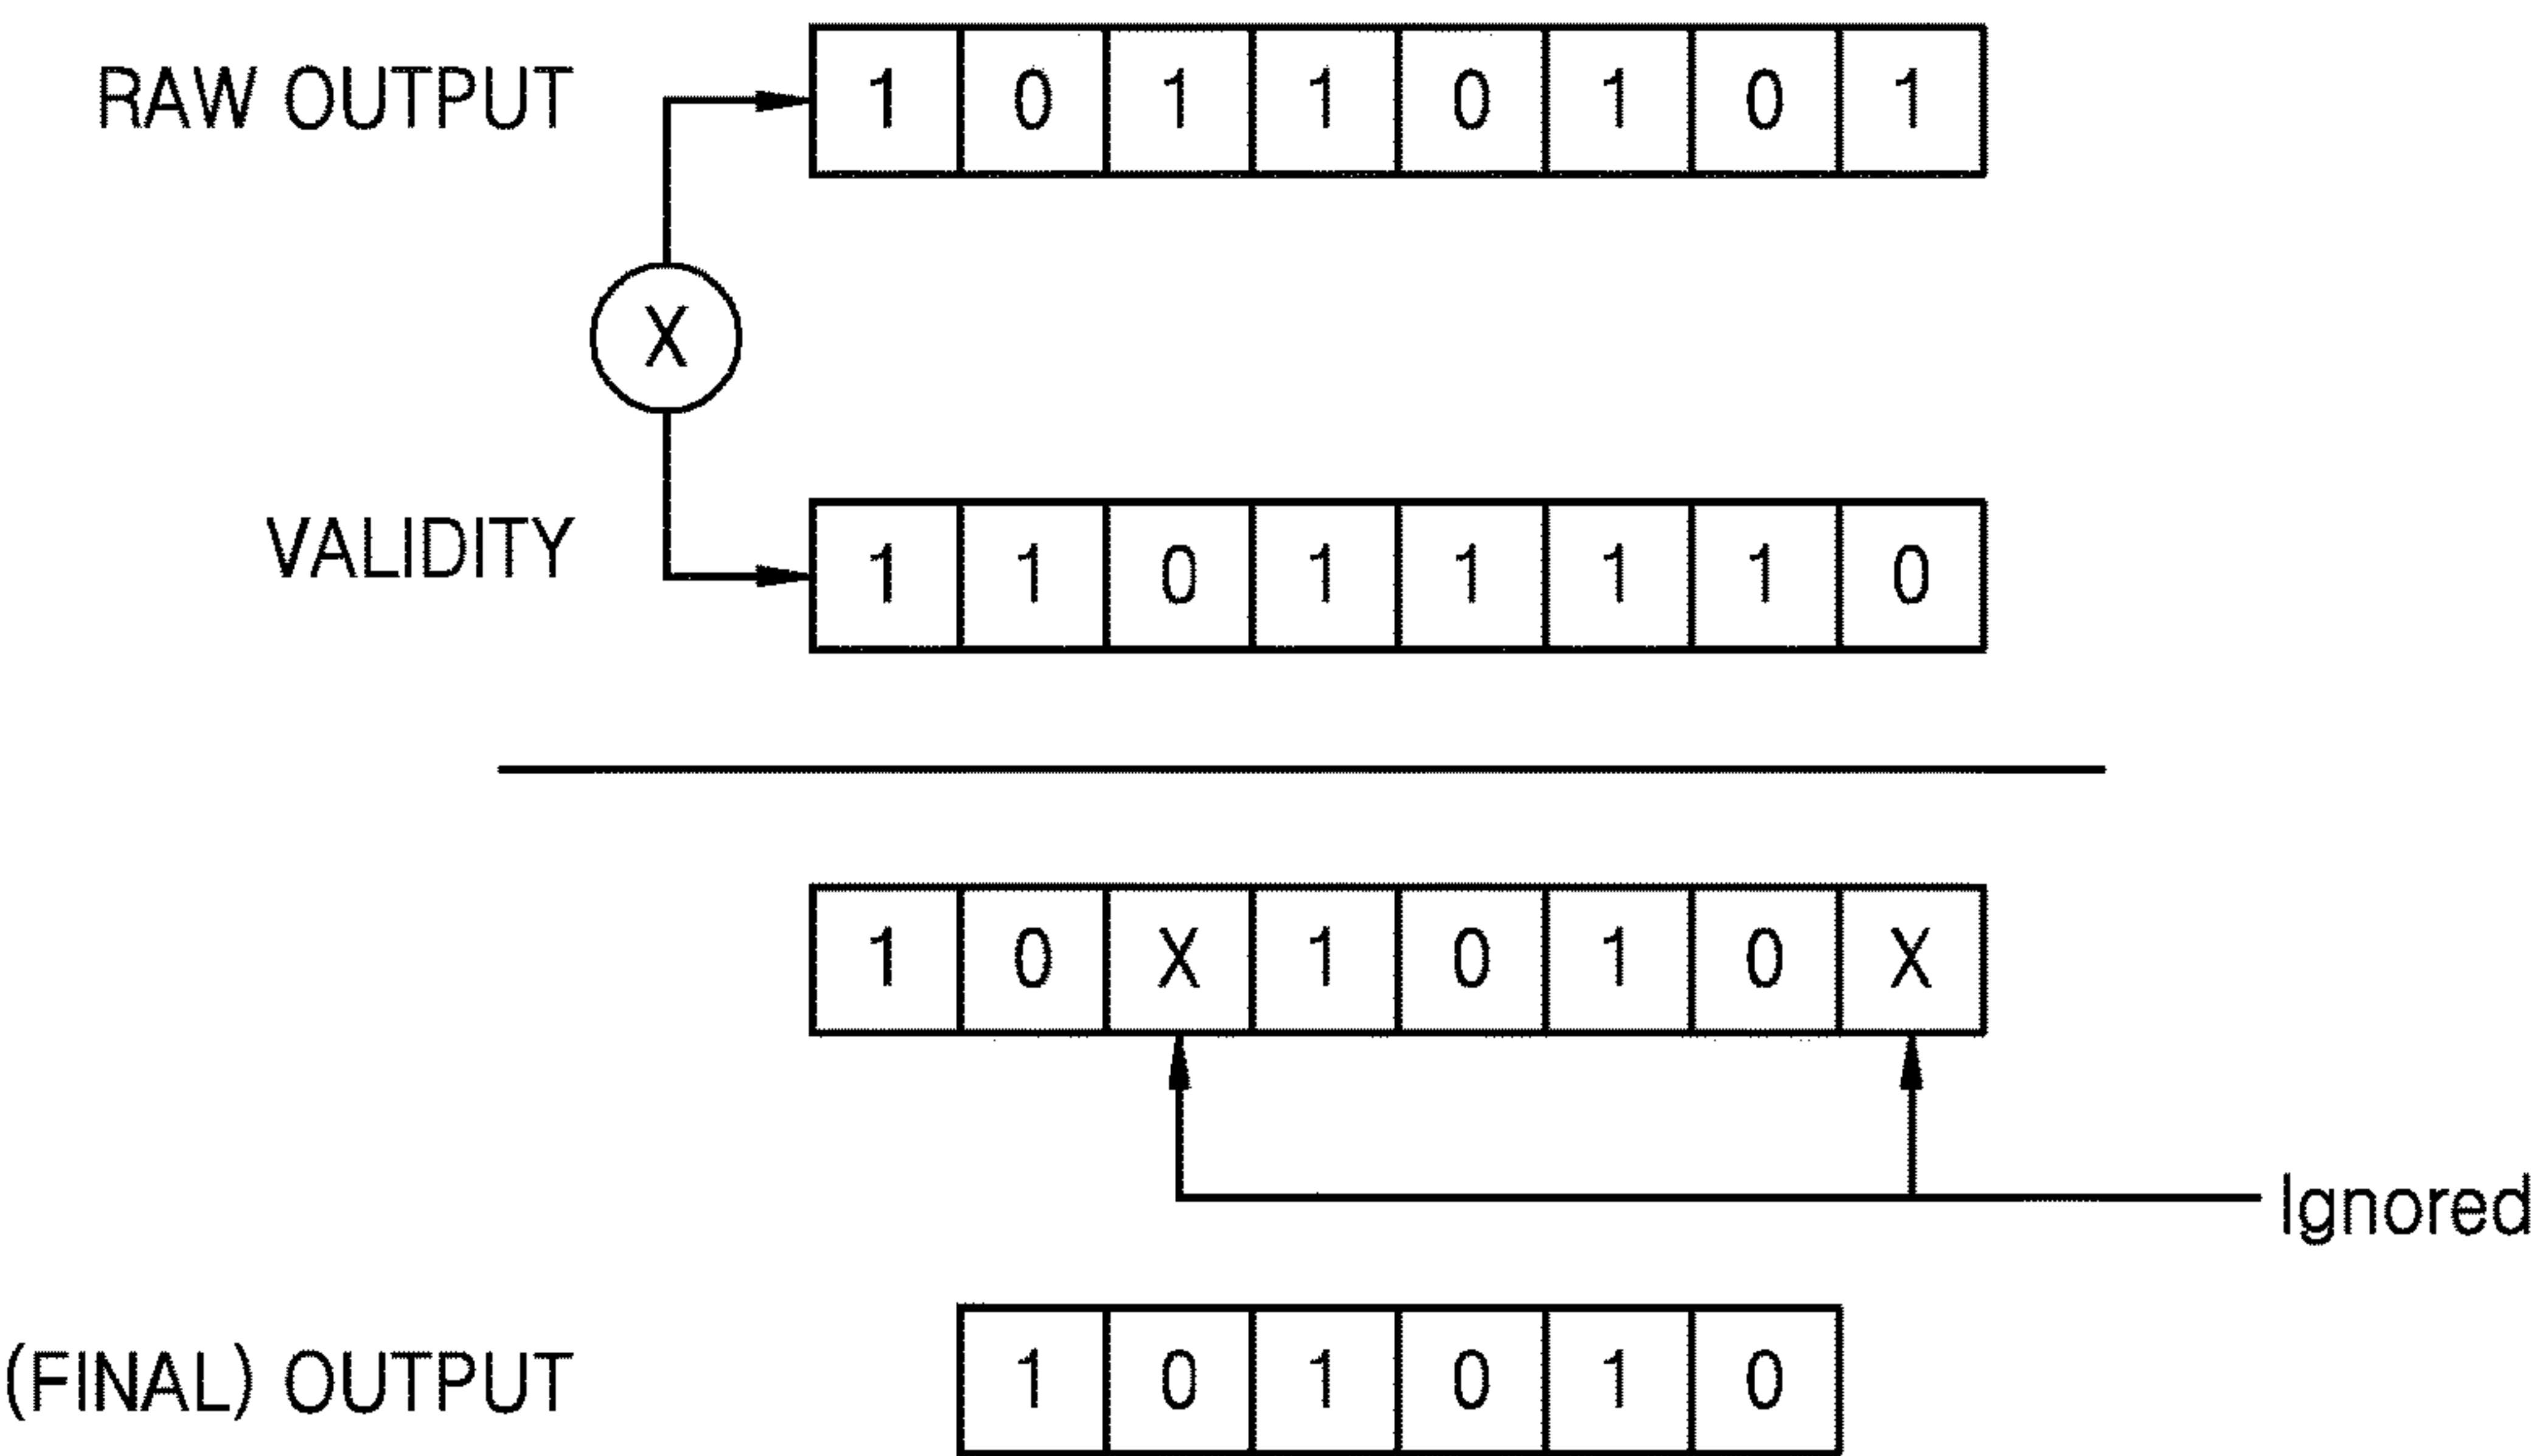 RAW OUTPUT 1 0 1 1 0 1 0 1
X
VALIDITY 1 1 0 1 1 1 1 0
1 0 X 1 0 1 0 X
Ignored
(FINAL) OUTPUT 1 0 1 0 1 0